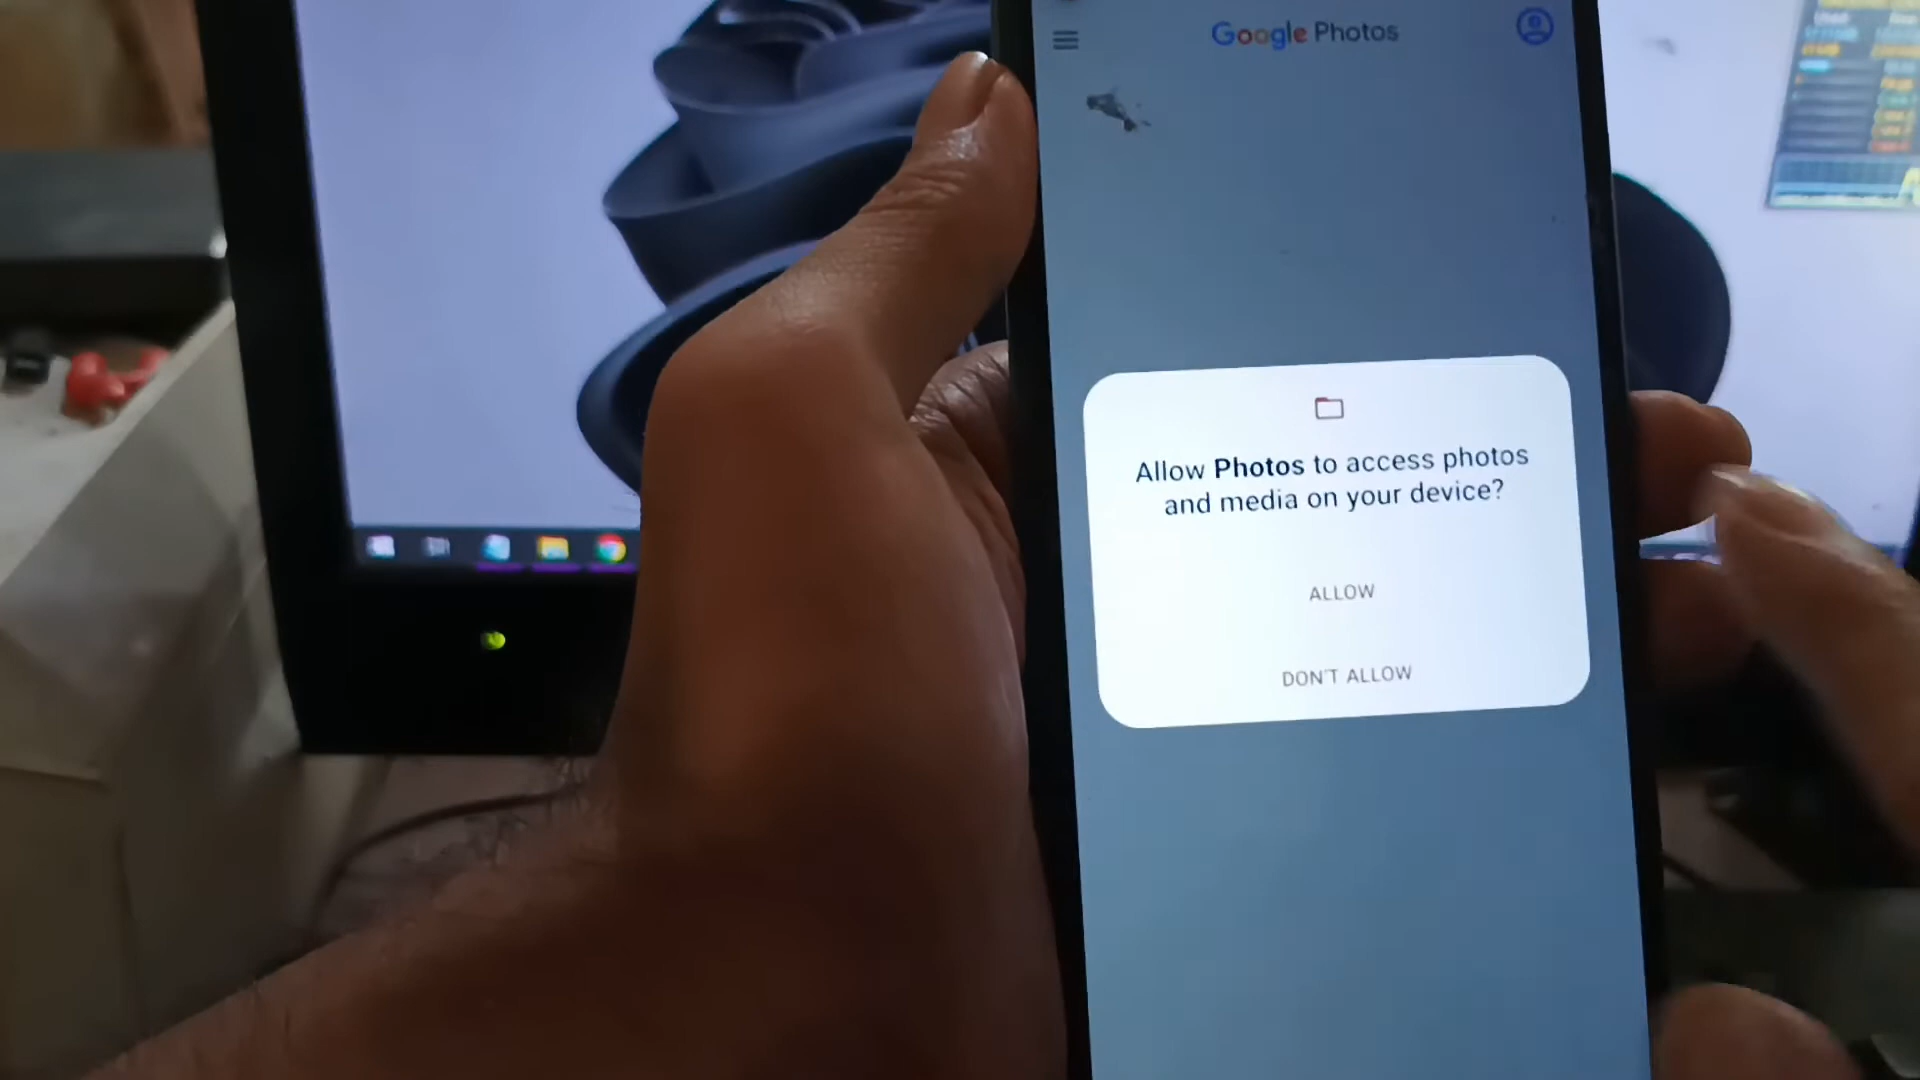 Google Photos
Allow Photos to access photos
and media on your device?
ALLOW
DON'T ALLOW